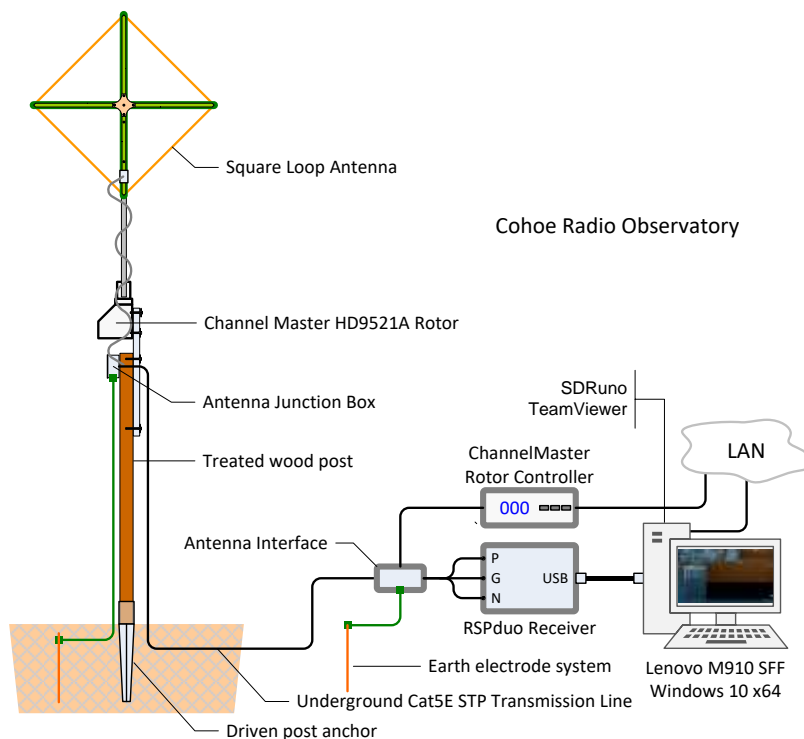 Square Loop Antenna
Cohoe Radio Observatory
Channel Master HD9521A Rotor
Antenna Junction Box
SDRuno
TeamViewer
Treated wood post
ChannelMaster
Rotor Controller
LAN
000
Antenna Interface
P
G
N
USB
RSPduo Receiver
Earth electrode system
Lenovo M910 SFF
Windows 10 x64
Underground Cat5E STP Transmission Line
Driven post anchor